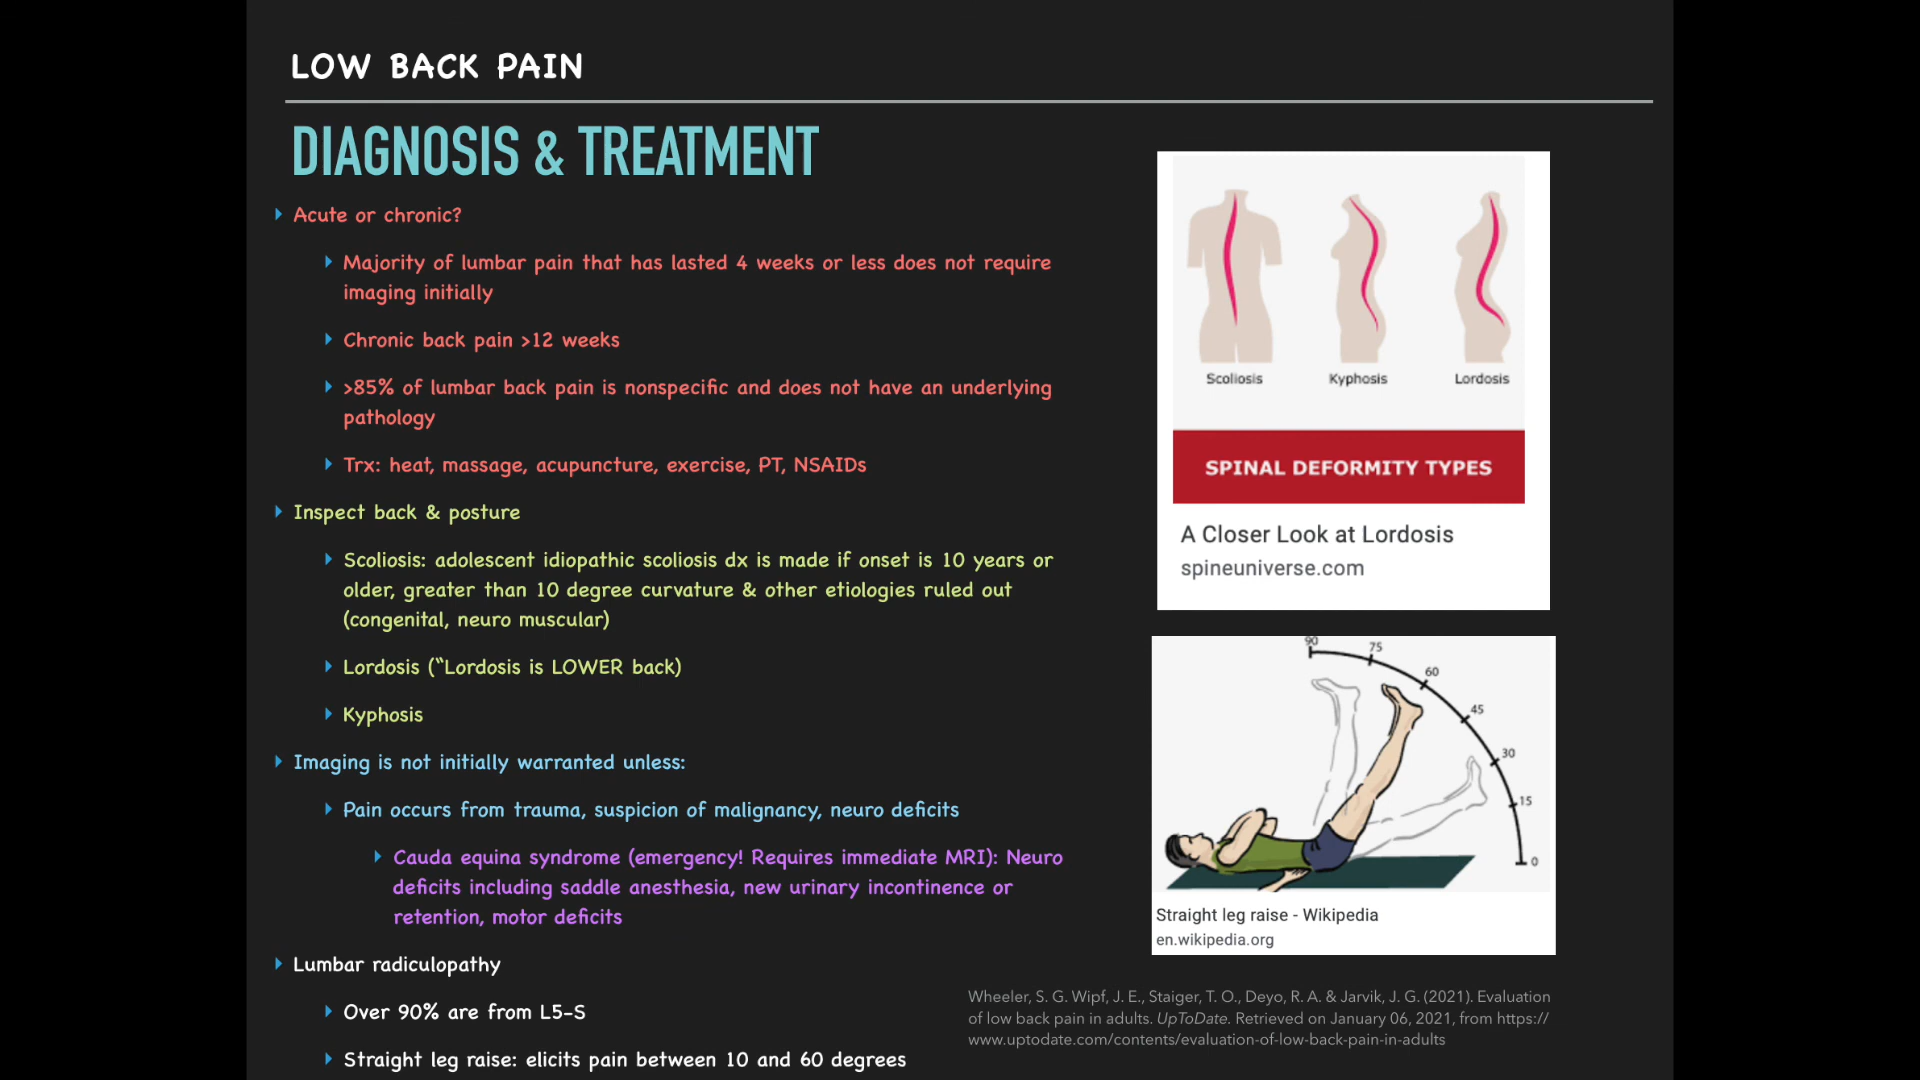 LOW BACK PAIN
DIAGNOSIS & TREATMENT
Acute or chronic?
Majority of lumbar pain that has lasted 4 weeks or less does not require
imaging initially
Chronic back pain >12 weeks
>85% of lumbar back pain is nonspecific and does not have an underlying
pathology
Trx: heat, massage, acupuncture, exercise, PT, NSAIDs
Inspect back & posture
Scoliosis: adolescent idiopathic scoliosis dx is made if onset is 10 years or
older, greater than 10 degree curvature & other etiologies ruled out
(congenital, neuro muscular)
Lordosis (“Lordosis is LOWER back)
Kyphosis
Imaging is not initially warranted unless:
Pain occurs from trauma, suspicion of malignancy, neuro deficits
Cauda equina syndrome (emergency! Requires immediate MRI): Neuro
deficits including saddle anesthesia, new urinary incontinence or
retention, motor deficits
Lumbar radiculopathy
Over 90% are from L5-S
Straight leg raise: elicits pain between 10 and 60 degrees
Scoliosis Kyphosis Lordosis
SPINAL DEFORMITY TYPES
A Closer Look at Lordosis
spineuniverse.com
90
75
60
45
30
15
0
Straight leg raise - Wikipedia
en.wikipedia.org
Wheeler, S. G. Wipf, J. E., Staiger, T. O., Deyo, R. A. & Jarvik, J. G. (2021). Evaluation
of low back pain in adults. UpToDate. Retrieved on January 06, 2021, from https://
www.uptodate.com/contents/evaluation-of-low-back-pain-in-adults